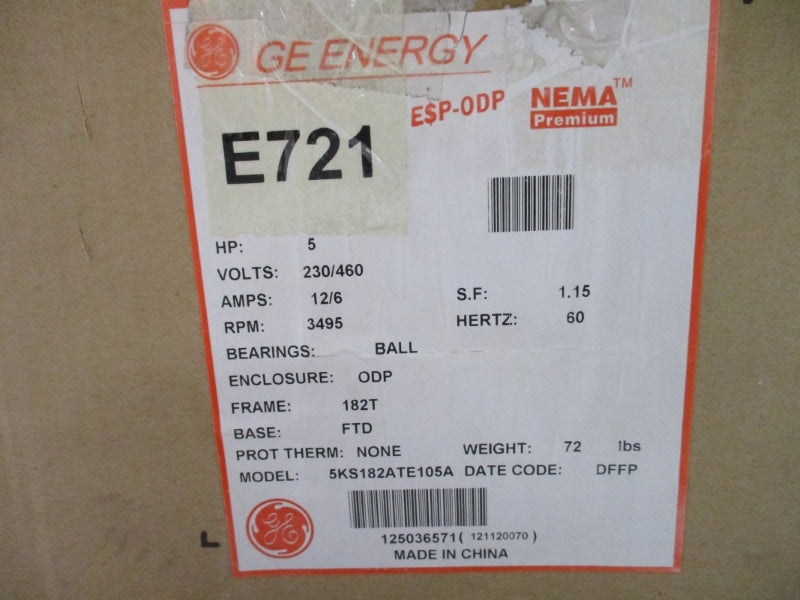 GE ENERGY
E$P-ODP
NEMA™
Premium
E721
HP: 5
VOLTS: 230/460
AMPS: 12/6 S.F: 1.15
RPM: 3495 HERTZ: 60
BEARINGS: BALL
ENCLOSURE: ODP
FRAME: 182T
BASE: FTD
PROT THERM: NONE WEIGHT: 72 lbs
MODEL: 5KS182ATE105A DATE CODE: DFFP
GE
125036571( 121120070 )
MADE IN CHINA